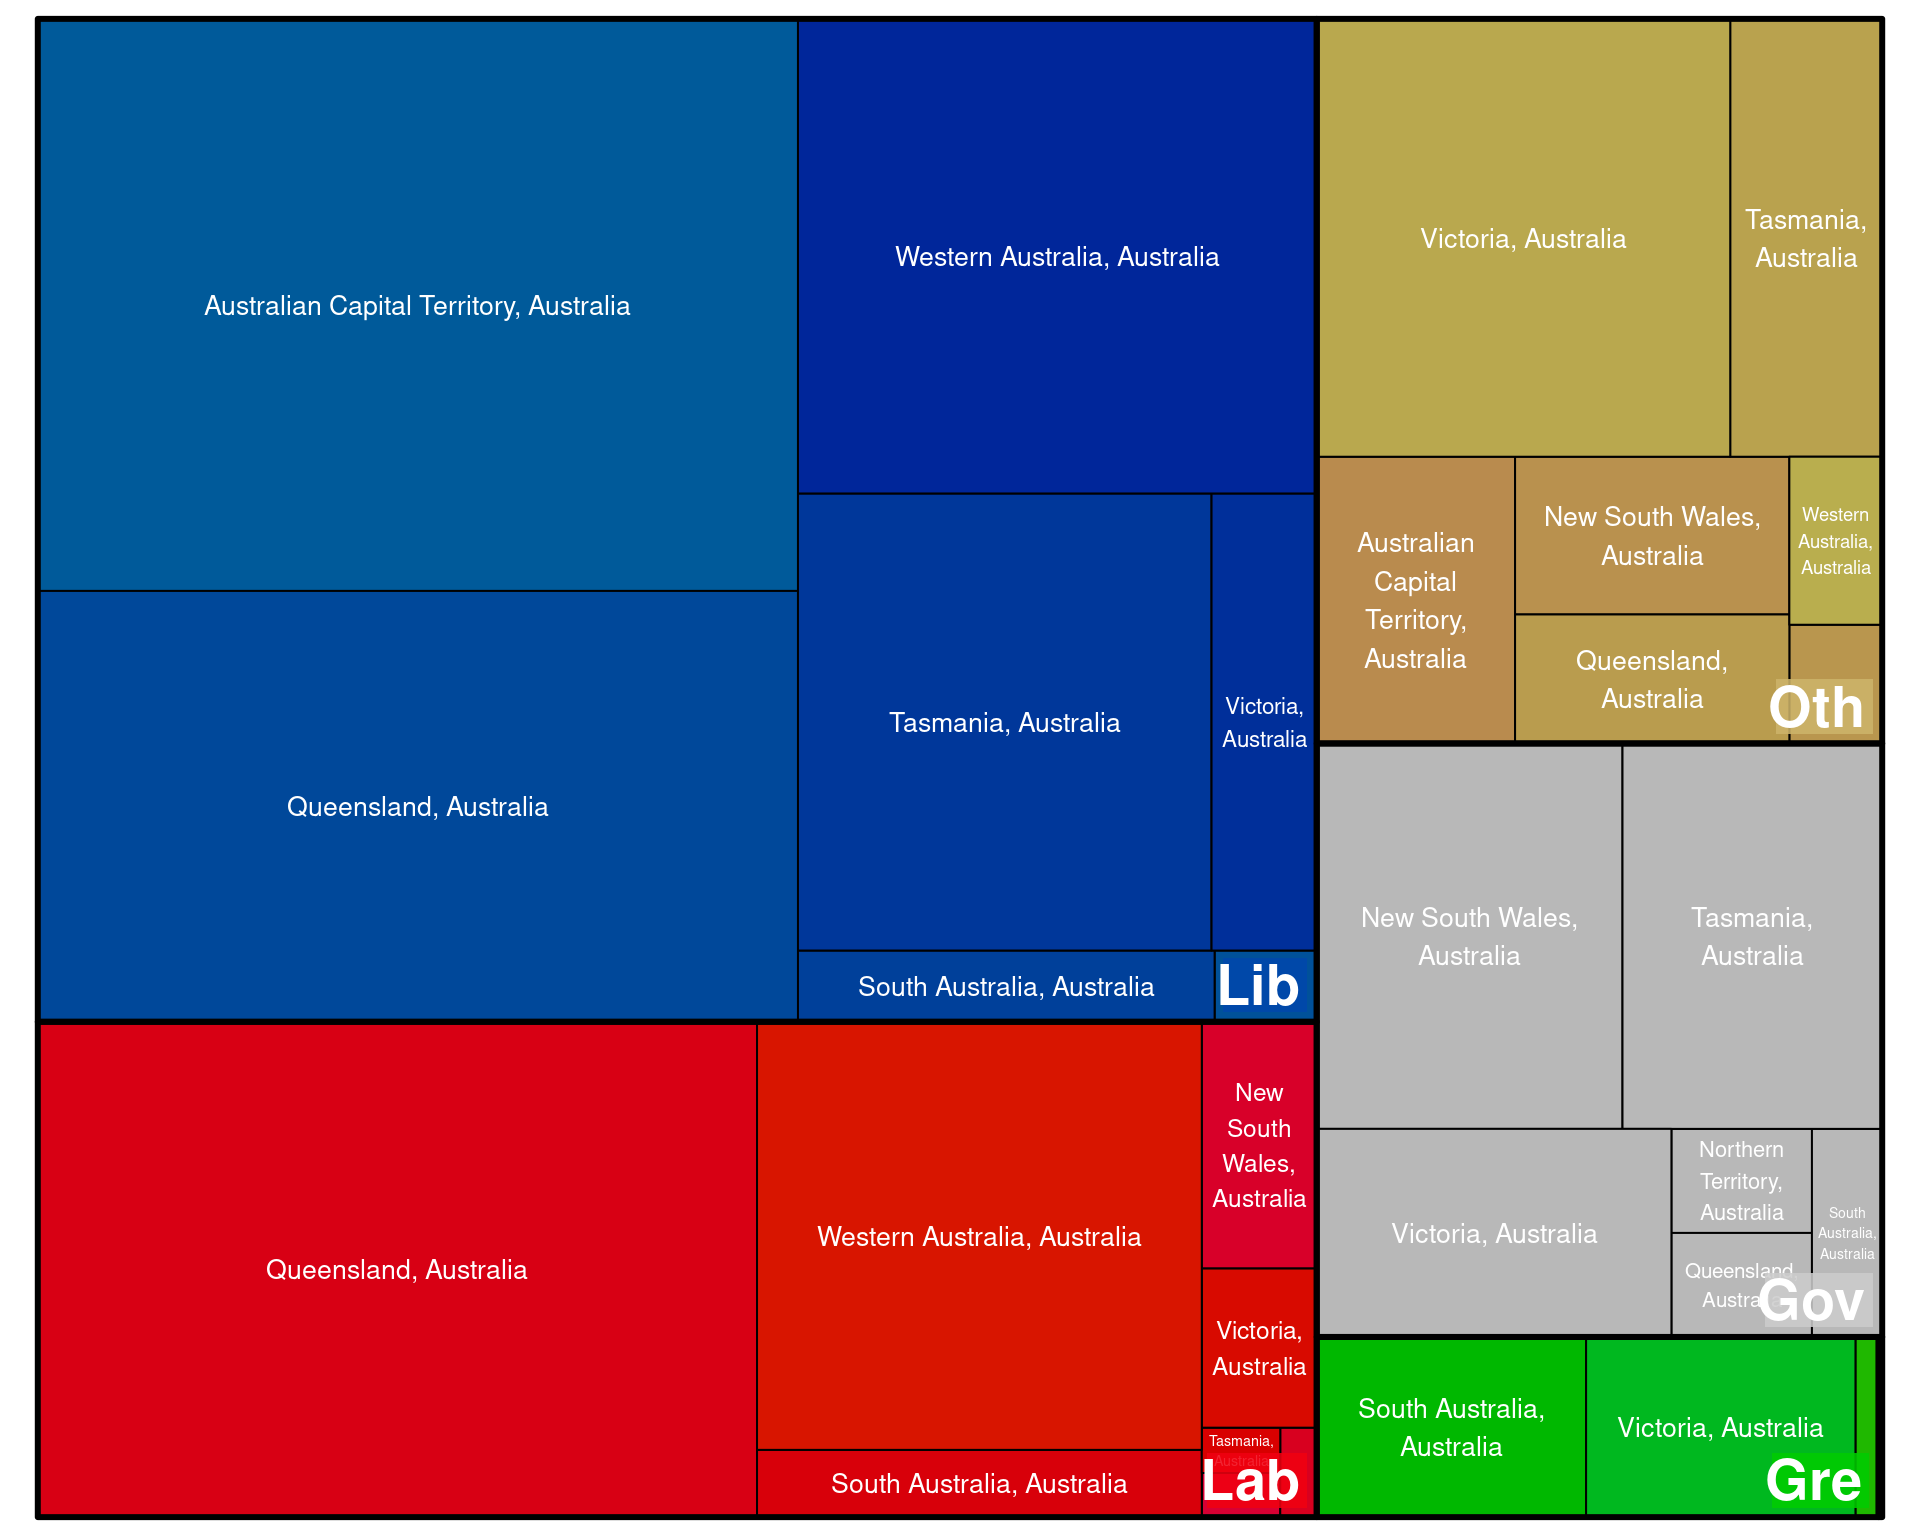 Australian Capital Territory, Australia
Queensland, Australia
Western Australia, Australia
Tasmania, Australia
Victoria,
Australia
South Australia, Australia
Lib
Queensland, Australia
Western Australia, Australia
South Australia, Australia
New
South
Wales,
Australia
Victoria,
Australia
Tasmania,
Australia
Lab
Victoria, Australia
Tasmania,
Australia
Australian
Capital
Territory,
Australia
New South Wales,
Australia
Queensland,
Australia
Western
Australia,
Australia
Oth
New South Wales,
Australia
Tasmania,
Australia
Victoria, Australia
Northern
Territory,
Australia
Queensland,
Australia
South
Australia,
Australia
Gov
South Australia,
Australia
Victoria, Australia
Gre